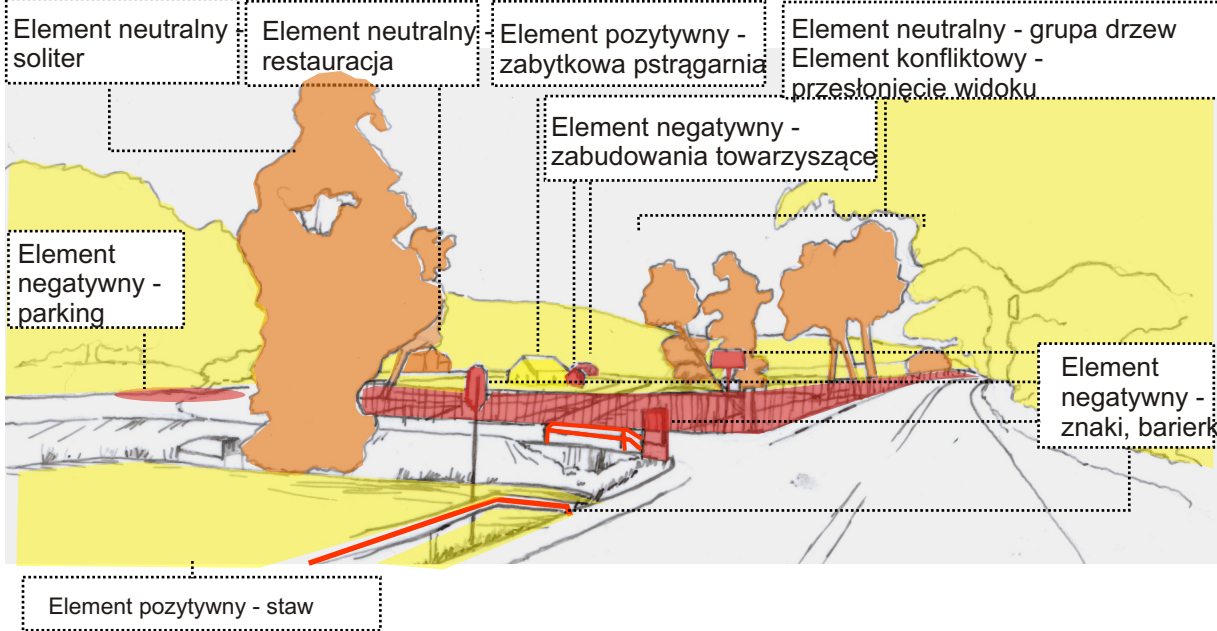 Element neutralny -
soliter
Element neutralny -
restauracja
Element pozytywny -
zabytkowa pstrągarnia
Element neutralny - grupa drzew
Element konfliktowy -
przesłonięcie widoku
Element negatywny -
zabudowania towarzyszące
Element
negatywny -
parking
Element
negatywny -
znaki, barierk
Element pozytywny - staw